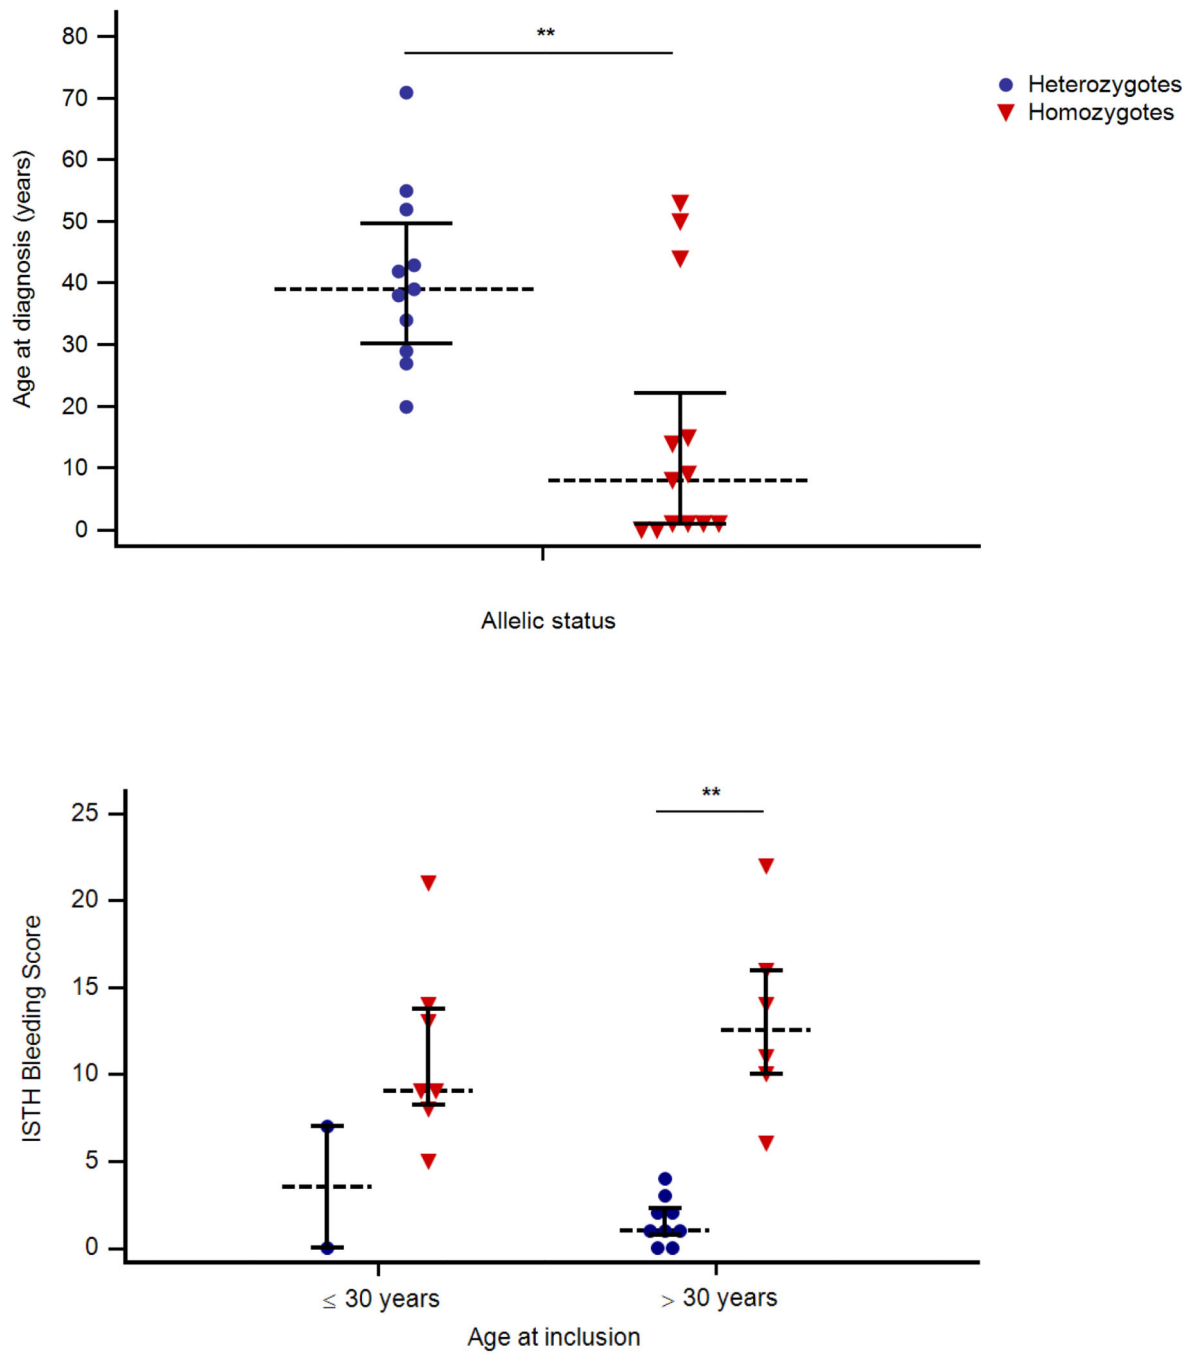 **
Heterozygotes
Homozygotes
80
70
60
50
40
30
20
10
0
Age at diagnosis (years)
Allelic status
**
25
20
15
10
5
0
ISTH Bleeding Score
≤ 30 years
> 30 years
Age at inclusion